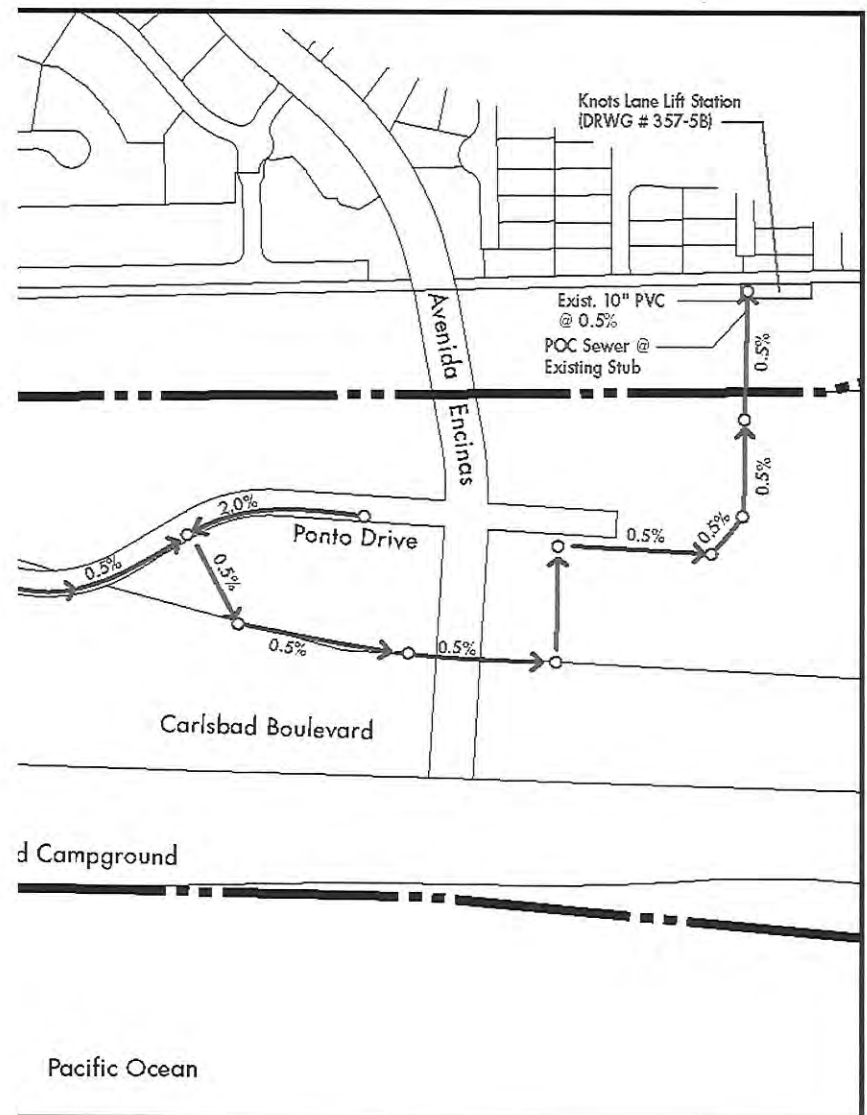 Knots Lane Lift Station
(DRWG # 357-5B)
Exist. 10" PVC
@ 0.5%
POC Sewer @
Existing Stub
0.5%
Avenida Encinas
0.5%
2.0%
Ponto Drive
0.5%
0.5%
0.5%
0.5%
0.5%
0.5%
Carlsbad Boulevard
d Campground
Pacific Ocean